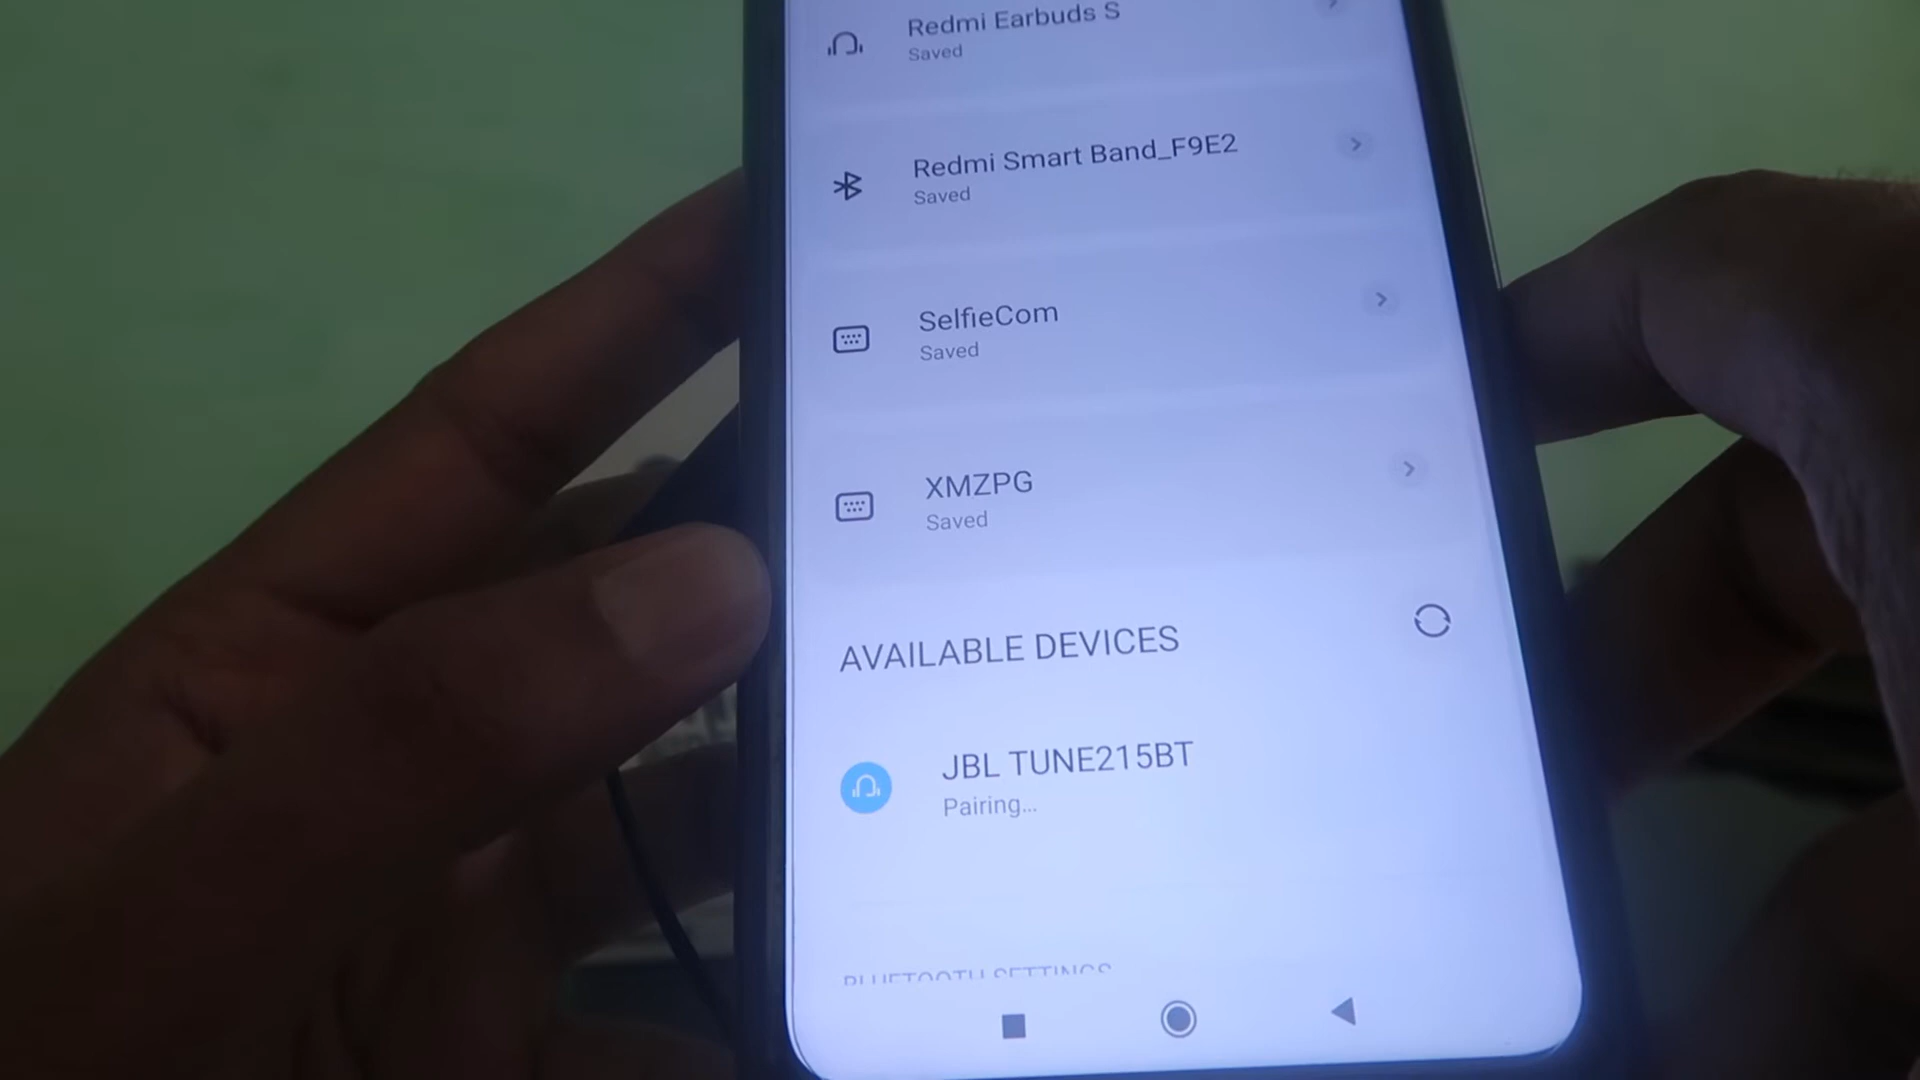 Redmi Earbuds S
Saved
Redmi Smart Band_F9E2
Saved
SelfieCom
Saved
XMZPG
Saved
AVAILABLE DEVICES
JBL TUNE215BT
Pairing...
BLUETOOTH SETTINGS